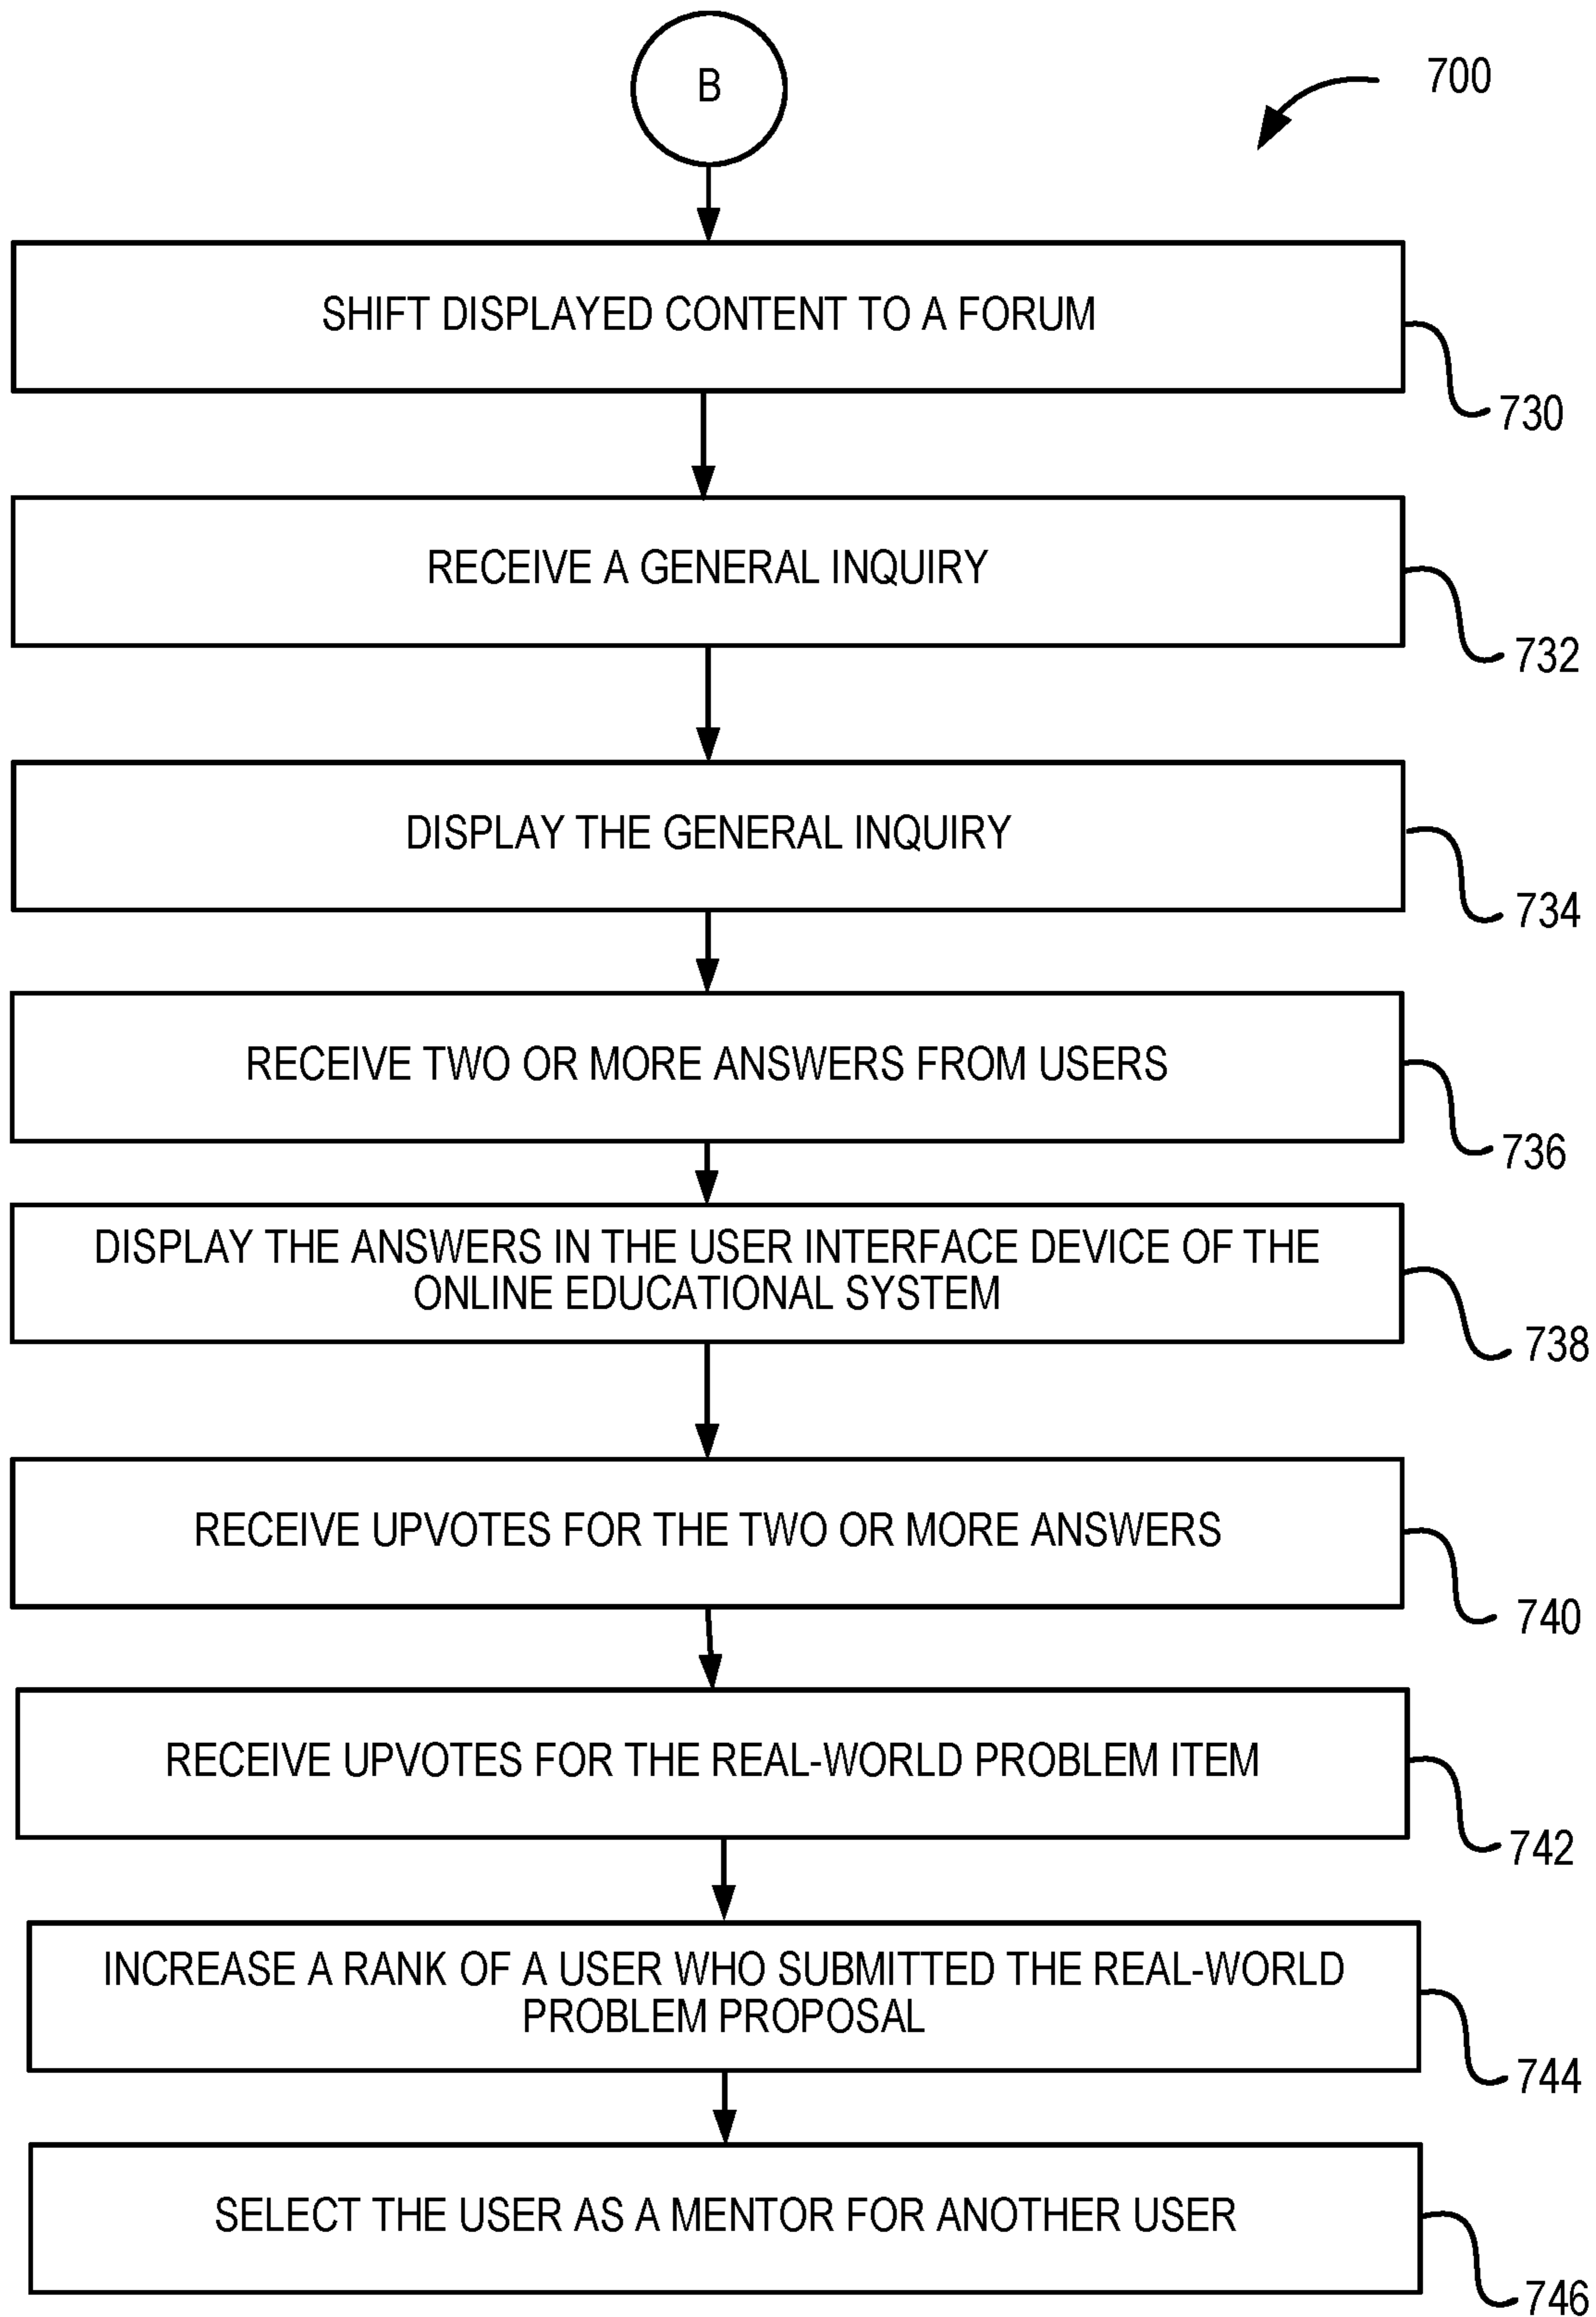 B
700
SHIFT DISPLAYED CONTENT TO A FORUM
730
RECEIVE A GENERAL INQUIRY
732
DISPLAY THE GENERAL INQUIRY
734
RECEIVE TWO OR MORE ANSWERS FROM USERS
736
DISPLAY THE ANSWERS IN THE USER INTERFACE DEVICE OF THE
ONLINE EDUCATIONAL SYSTEM
738
RECEIVE UPVOTES FOR THE TWO OR MORE ANSWERS
740
RECEIVE UPVOTES FOR THE REAL-WORLD PROBLEM ITEM
742
INCREASE A RANK OF A USER WHO SUBMITTED THE REAL-WORLD
PROBLEM PROPOSAL
744
SELECT THE USER AS A MENTOR FOR ANOTHER USER
746